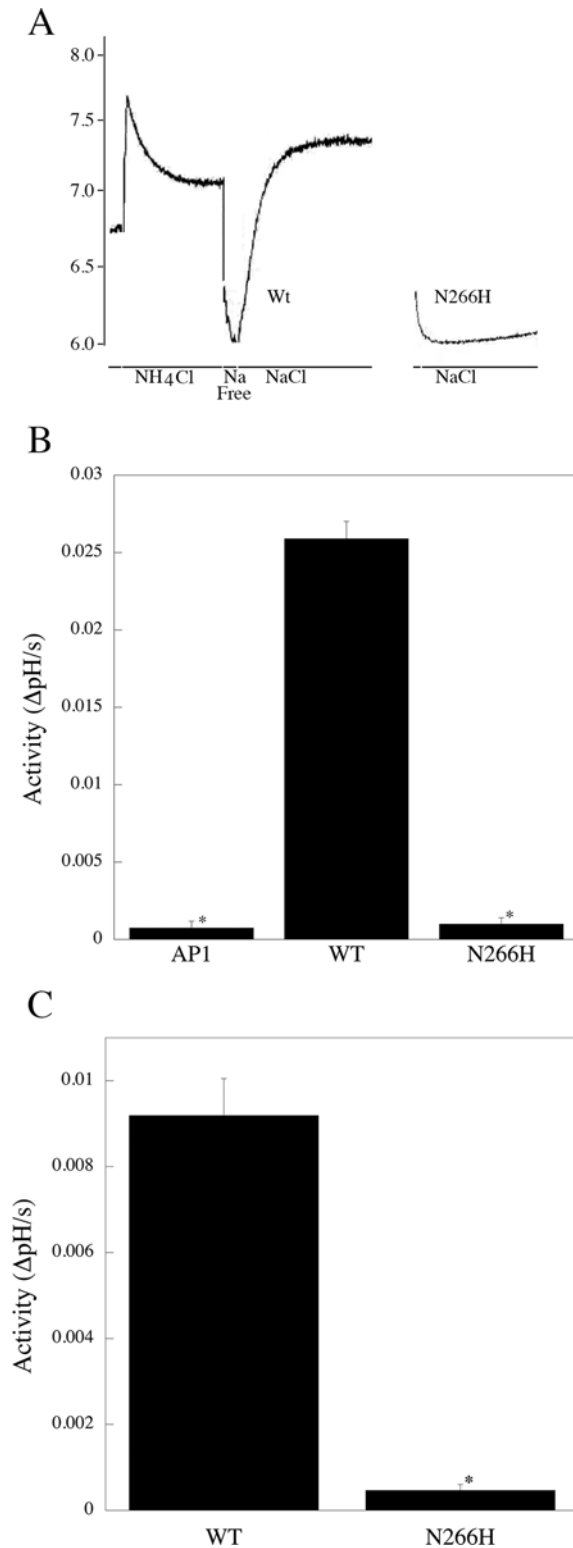 A
8.0
7.5
7.0
6.5
6.0
Wt
N266H
NH4Cl
Na
Free
NaCl
NaCl
B
0.03
0.025
0.02
0.015
0.01
0.005
0
Activity (ΔpH/s)
*
*
AP1
WT
N266H
C
0.01
0.008
0.006
0.004
0.002
0
Activity (ΔpH/s)
*
WT
N266H